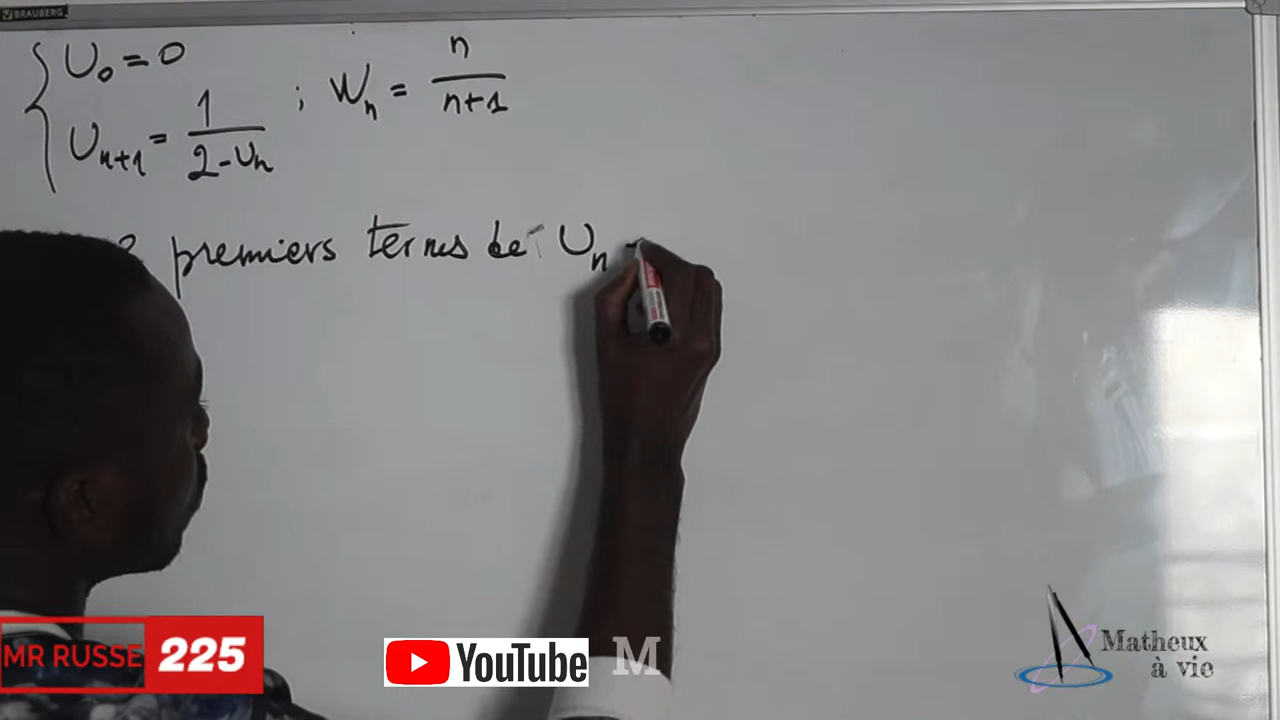 BRAUBERG
U₀ = 0
Uₙ₊₁ = 1/(2-Uₙ) ; Wₙ = n/(n+1)
premiers termes de Uₙ
MR RUSSE 225
YouTube M
Matheux
à vie